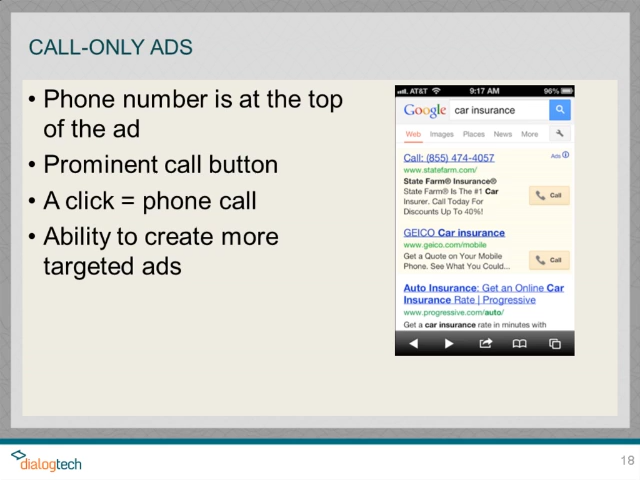 CALL-ONLY ADS
• Phone number is at the top
of the ad
• Prominent call button
• A click = phone call
• Ability to create more
targeted ads
AT&T 9:17 AM 96%
Google car insurance
Web Images Places News More
Call: (855) 474-4057 Ads
www.statefarm.com/
State Farm® Insurance®
State Farm® Is The #1 Car
Insurer. Call Today For
Discounts Up To 40%!
Call
GEICO Car insurance
www.geico.com/mobile
Get a Quote on Your Mobile
Phone. See What You Could...
Call
Auto Insurance: Get an Online Car
Insurance Rate | Progressive
www.progressive.com/auto/
Get a car insurance rate in minutes with
dialogtech
18